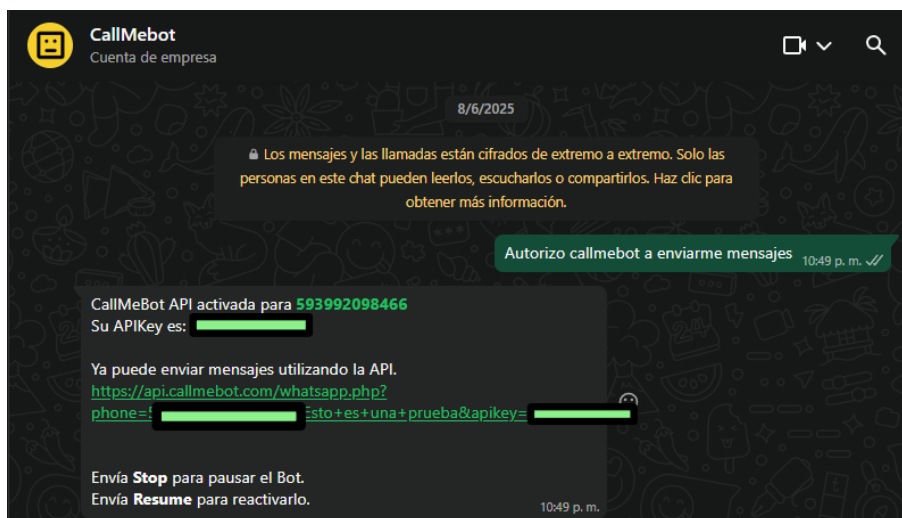 CallMebot
Cuenta de empresa
8/6/2025
Los mensajes y las llamadas están cifrados de extremo a extremo. Solo las
personas en este chat pueden leerlos, escucharlos o compartirlos. Haz clic para
obtener más información.
Autorizo callmebot a enviarme mensajes 10:49 p. m.
CallMeBot API activada para 593992098466
Su APIKey es:
Ya puede enviar mensajes utilizando la API.
https://api.callmebot.com/whatsapp.php?
phone= sto+es+una+prueba&apikey=
Envía Stop para pausar el Bot.
Envía Resume para reactivarlo.
10:49 p. m.